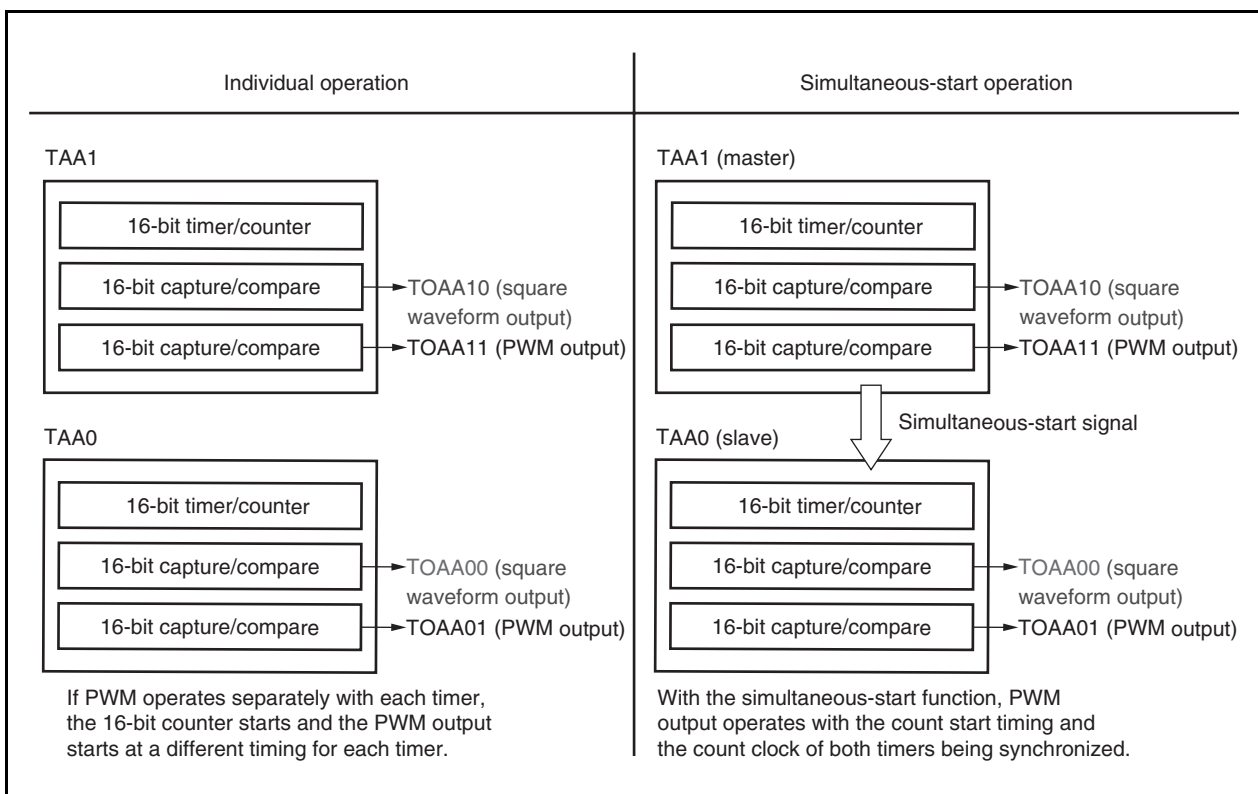 Individual operation
TAA1
16-bit timer/counter
16-bit capture/compare
TOAA10 (square
waveform output)
16-bit capture/compare
TOAA11 (PWM output)
TAA0
16-bit timer/counter
16-bit capture/compare
TOAA00 (square
waveform output)
16-bit capture/compare
TOAA01 (PWM output)
If PWM operates separately with each timer,
the 16-bit counter starts and the PWM output
starts at a different timing for each timer.
Simultaneous-start operation
TAA1 (master)
16-bit timer/counter
16-bit capture/compare
TOAA10 (square
waveform output)
16-bit capture/compare
TOAA11 (PWM output)
Simultaneous-start signal
TAA0 (slave)
16-bit timer/counter
16-bit capture/compare
TOAA00 (square
waveform output)
16-bit capture/compare
TOAA01 (PWM output)
With the simultaneous-start function, PWM
output operates with the count start timing and
the count clock of both timers being synchronized.